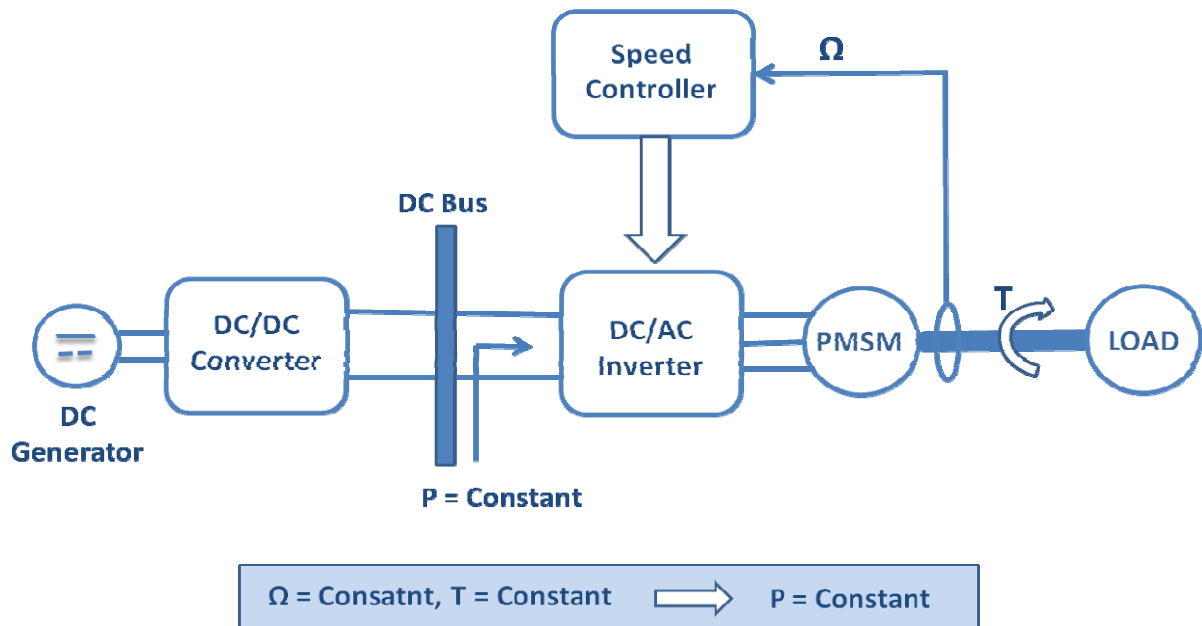 Speed
Controller
Ω
DC Bus
DC/DC
Converter
DC/AC
Inverter
PMSM
T
LOAD
DC
Generator
P = Constant
Ω = Consatnt, T = Constant P = Constant